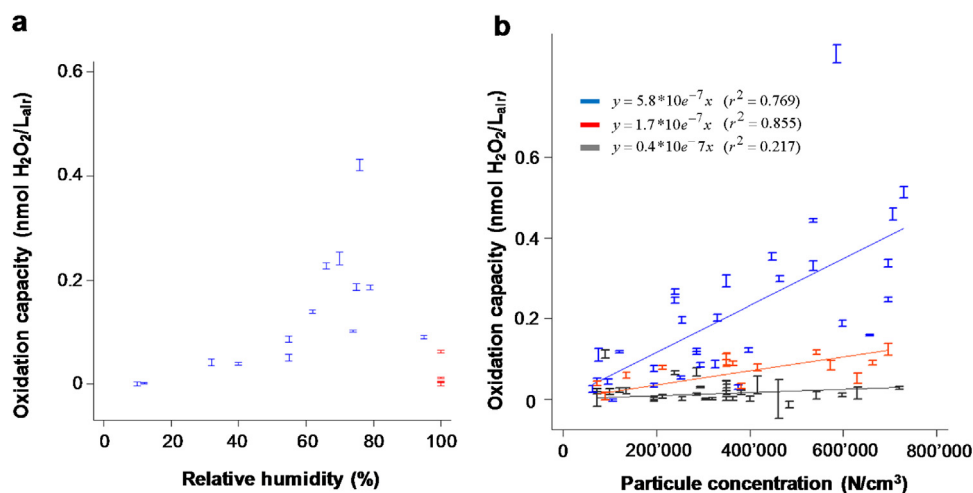 a
Oxidation capacity (nmol H₂O₂/Lair)
0.6
0.4
0.2
0
0
20
40
60
80
100
Relative humidity (%)
b
Oxidation capacity (nmol H₂O₂/Lair)
0.6
0.4
0.2
0
y = 5.8*10e⁻⁷x (r² = 0.769)
y = 1.7*10e⁻⁷x (r² = 0.855)
y = 0.4*10e⁻7x (r² = 0.217)
0
200’000
400’000
600’000
800’000
Particule concentration (N/cm³)